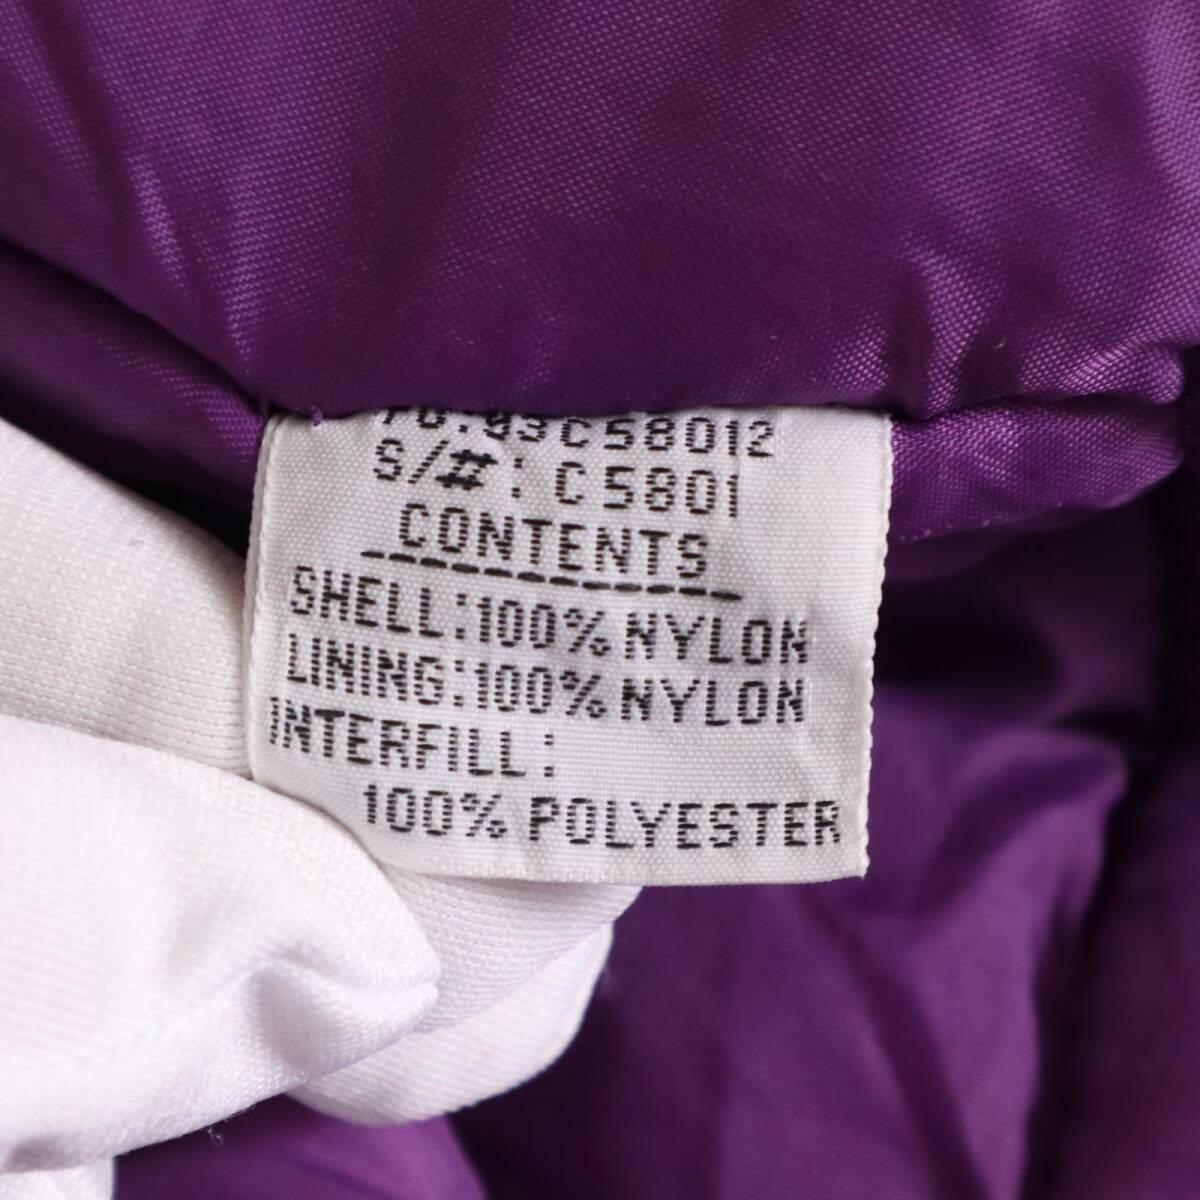 S/#: C5801
CONTENTS
SHELL:100% NYLON
LINING:100% NYLON
INTERFILL:
100% POLYESTER